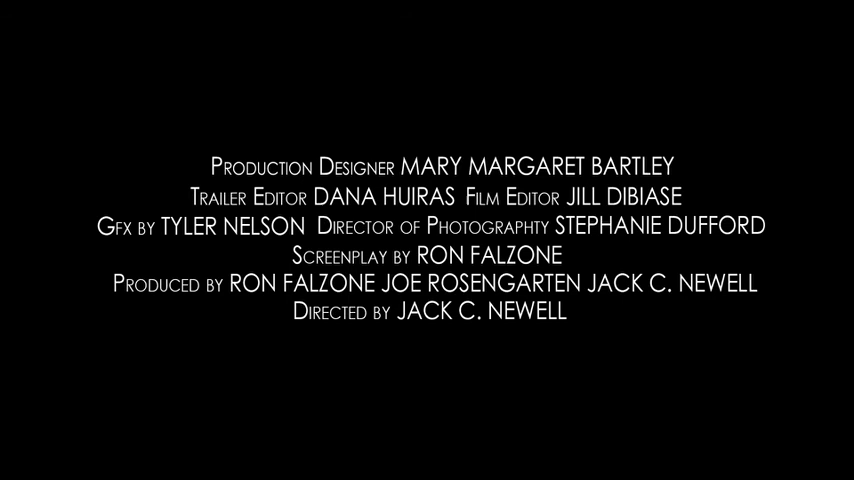 Production Designer MARY MARGARET BARTLEY
Trailer Editor DANA HUIRAS Film Editor JILL DIBIASE
Gfx by TYLER NELSON Director of Photographty STEPHANIE DUFFORD
Screenplay by RON FALZONE
Produced by RON FALZONE JOE ROSENGARTEN JACK C. NEWELL
Directed by JACK C. NEWELL